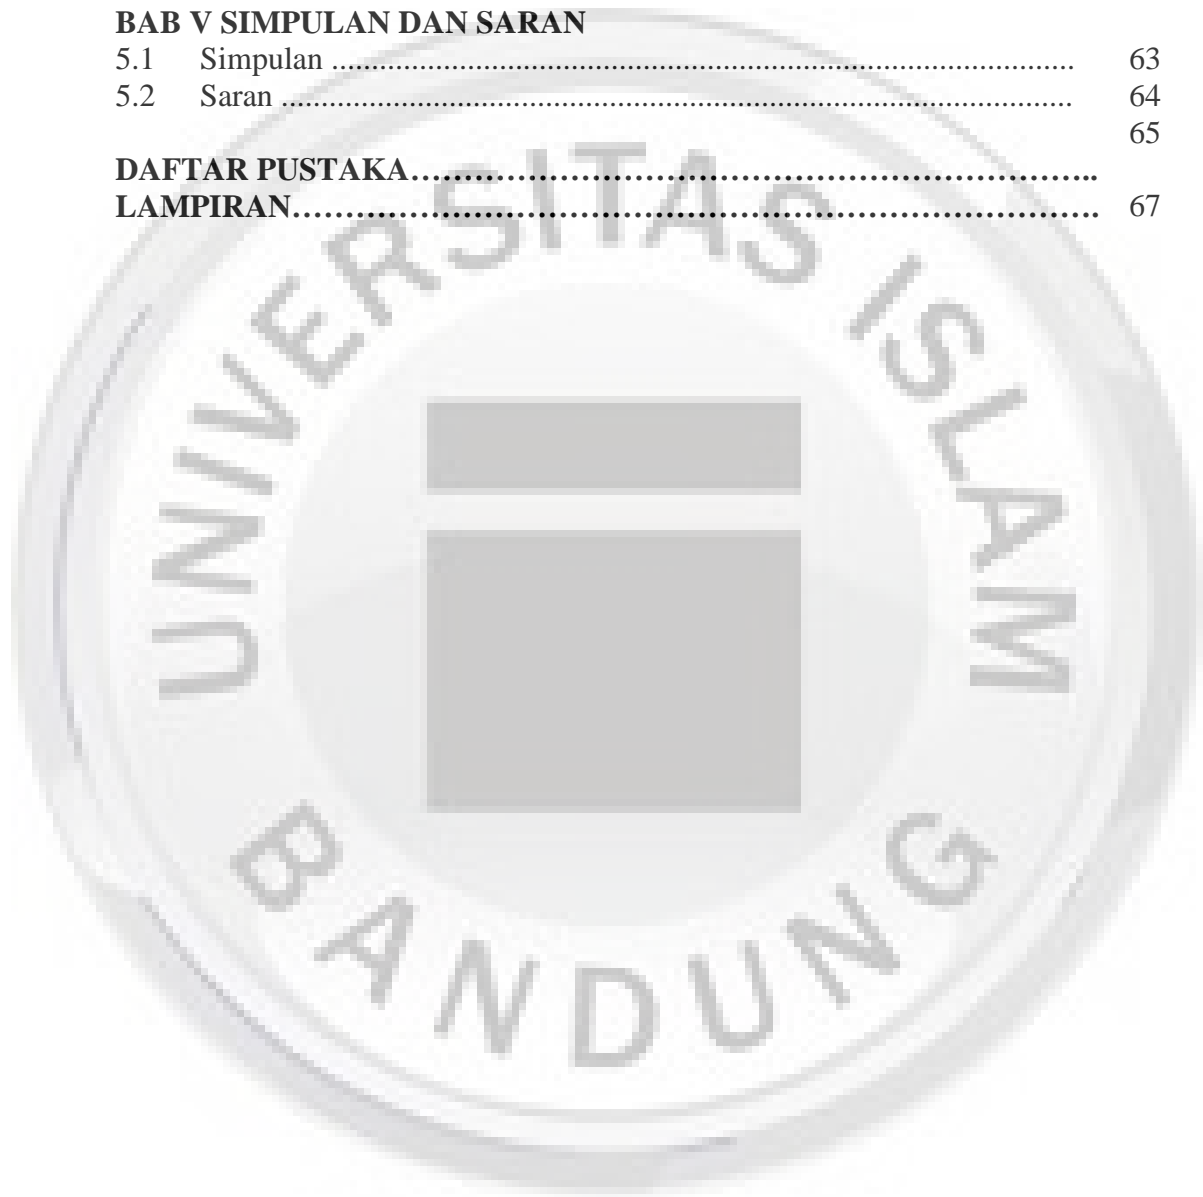 BAB V SIMPULAN DAN SARAN
5.1 Simpulan ............................................................................................ 63
5.2 Saran .................................................................................................. 64
65
DAFTAR PUSTAKA…………………………………………………………..
LAMPIRAN…………………………………………………………………. 67
UNIVERSITAS ISLAM
BANDUNG